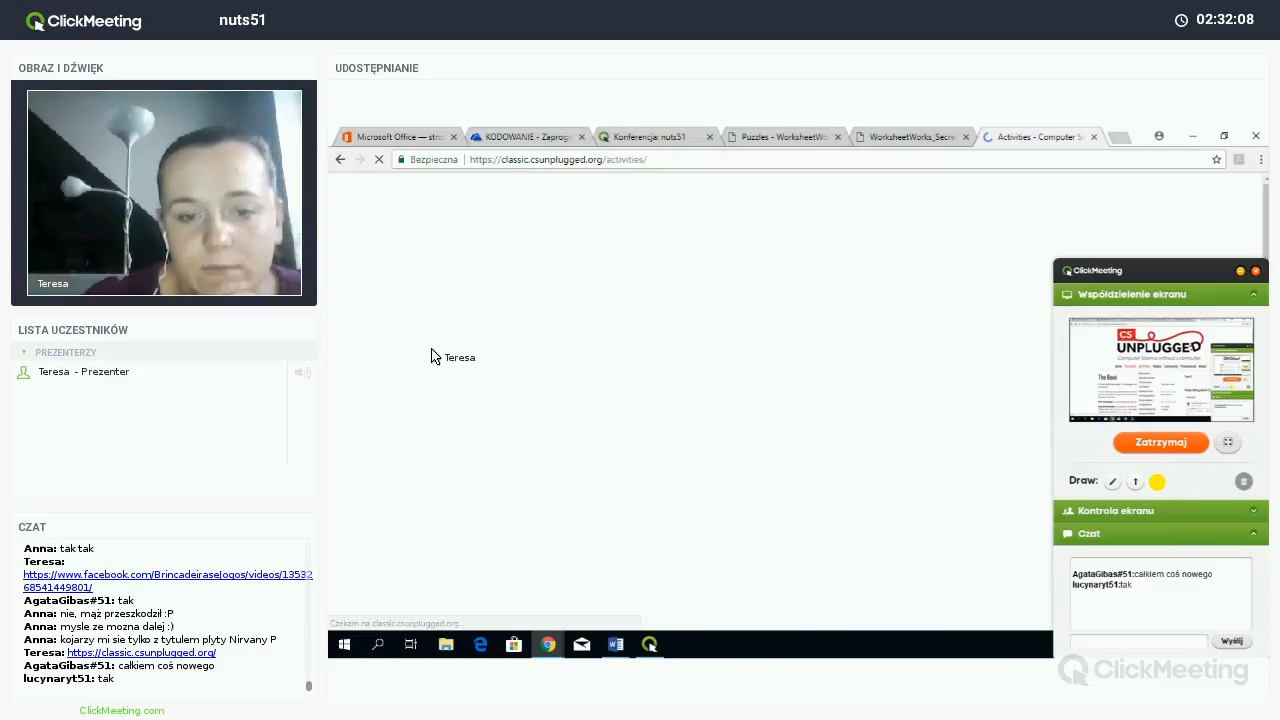 ClickMeeting
nuts51
02:32:08
OBRAZ I DŹWIĘK
Teresa
LISTA UCZESTNIKÓW
PREZENTERZY
Teresa - Prezenter
CZAT
Anna: tak tak
Teresa:
https://www.facebook.com/BrincadeiraseJogos/videos/13532
68541449801/
AgataGibas#51: tak
Anna: nie, mąż przeszkodził :P
Anna: mysle ze mozna dalej :)
Anna: kojarzy mi sie tylko z tytulem plyty Nirvany P
Teresa: https://classic.csunplugged.org/
AgataGibas#51: całkiem coś nowego
lucynaryt51: tak
ClickMeeting.com
UDOSTĘPNIANIE
Microsoft Office — stro
KODOWANIE - Zaprog
Konferencja: nuts51
Puzzles - WorksheetWo
WorksheetWorks_Secre
Activities - Computer Sc
Bezpieczna
https://classic.csunplugged.org/activities/
Teresa
Czekam na classic.csunplugged.org...
ClickMeeting
Współdzielenie ekranu
CS
UNPLUGGED
Computer Science without a computer
The Book
Zatrzymaj
Draw:
Kontrola ekranu
Czat
AgataGibas#51:całkiem coś nowego
lucynaryt51:tak
Wyślij
ClickMeeting